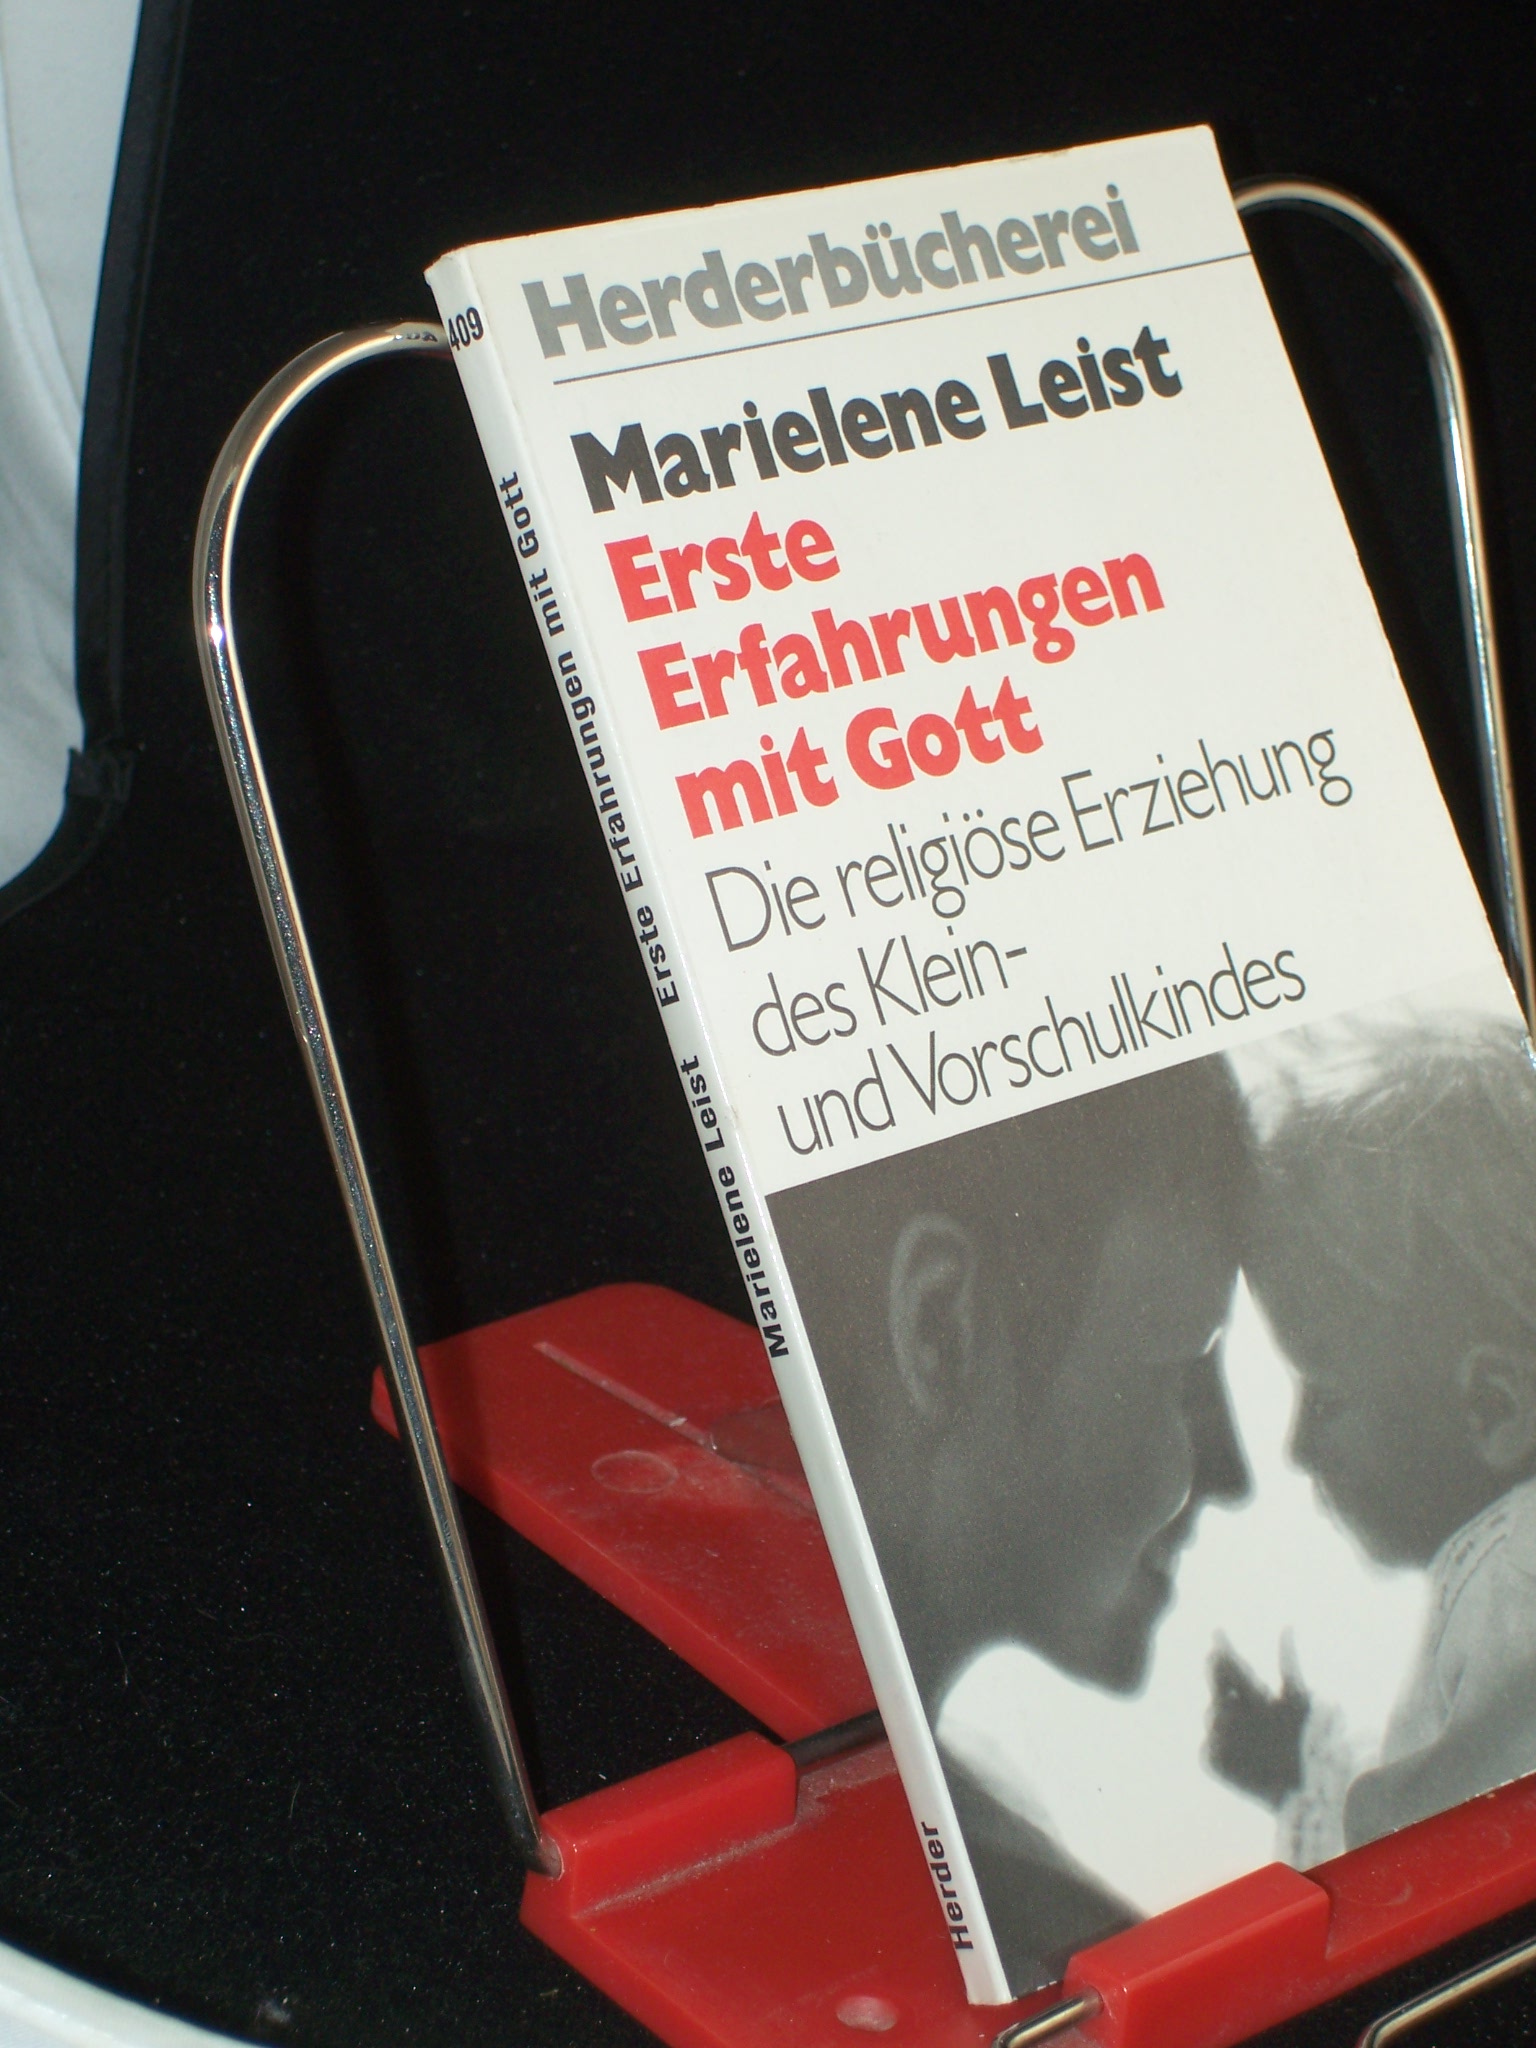 Herderbücherei
Marielene Leist
Erste
Erfahrungen
mit Gott
Die religiöse Erziehung
des Klein-
und Vorschulkindes
409
Marielene Leist Erste Erfahrungen mit Gott
Herder